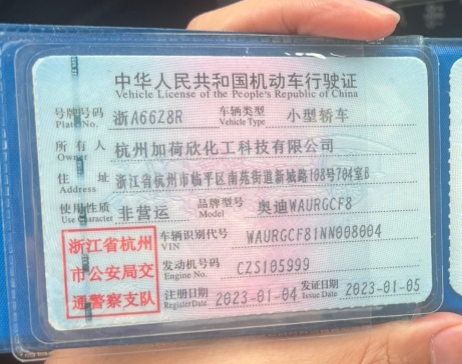 中华人民共和国机动车行驶证
Vehicle License of the People's Republic of China
号牌号码 浙A66Z8R 车辆类型 小型轿车
Plate No. Vehicle Type
所有人 杭州加荷欣化工科技有限公司
Owner
住址 浙江省杭州市临平区南苑街道新城路108号704室B
Address
使用性质 非营运 品牌型号 奥迪WAURGCF8
Use Character Model
浙江省杭州市公安局交通警察支队
车辆识别代号 WAURGCF81NN008004
VIN
发动机号码 CZS105999
Engine No.
注册日期 2023-01-04 发证日期 2023-01-05
Register Date Issue Date